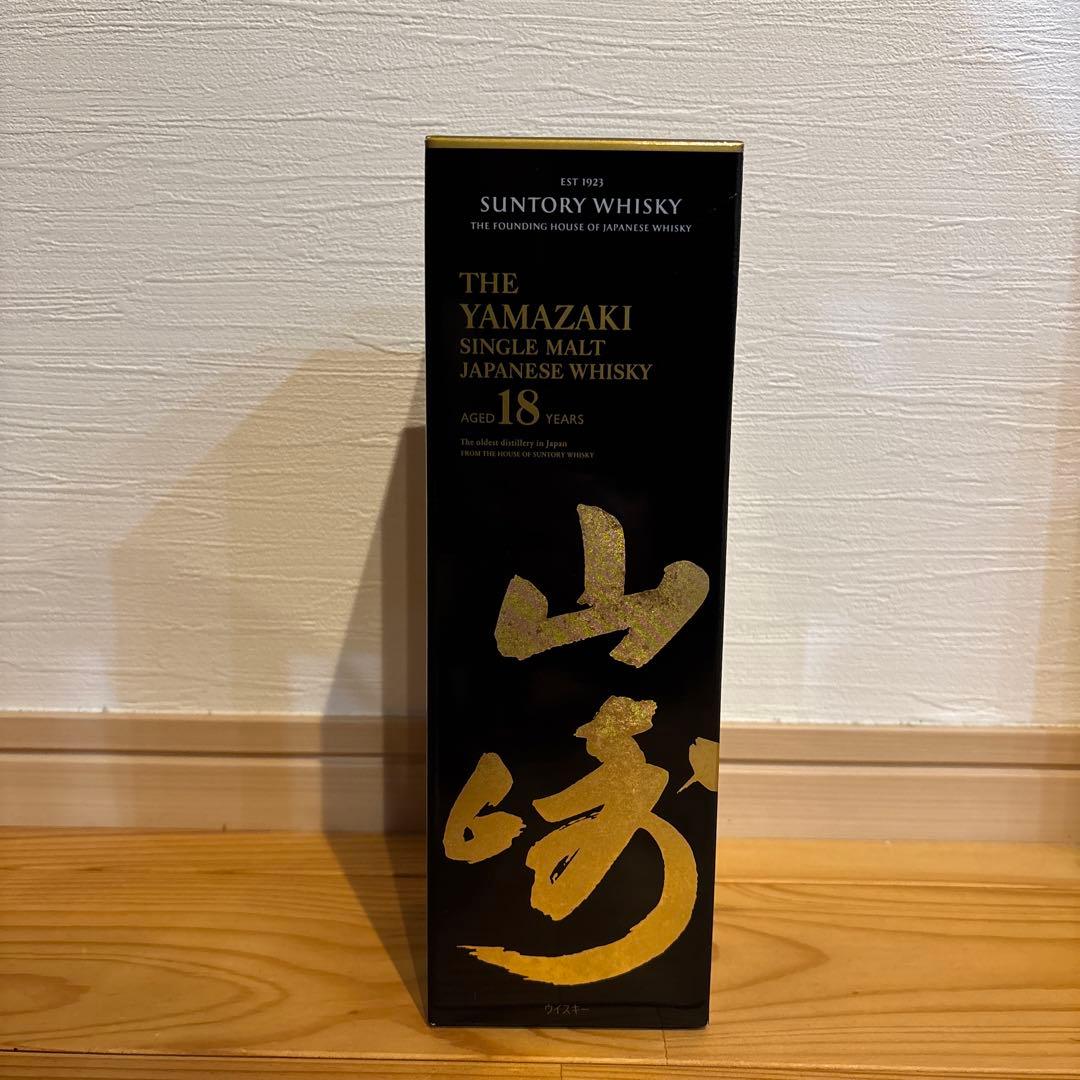 EST 1923
SUNTORY WHISKY
THE FOUNDING HOUSE OF JAPANESE WHISKY
THE
YAMAZAKI
SINGLE MALT
JAPANESE WHISKY
AGED 18 YEARS
The oldest distillery in Japan
FROM THE HOUSE OF SUNTORY WHISKY
山
崎
ウイスキー